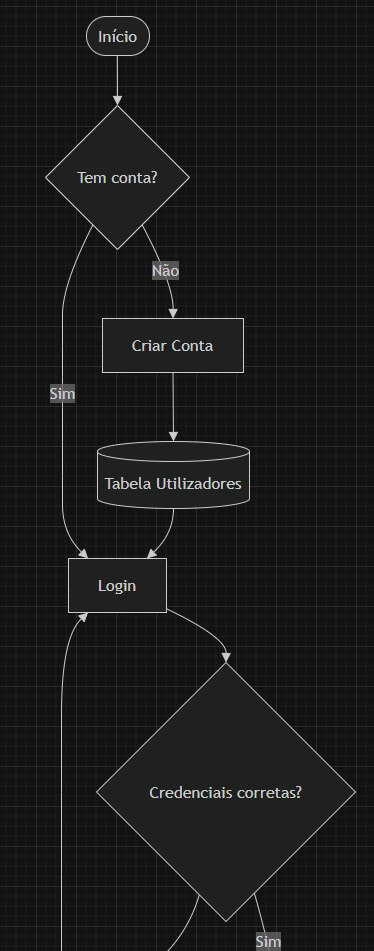 Início
Tem conta?
Não
Criar Conta
Sim
Tabela Utilizadores
Login
Credenciais corretas?
Sim